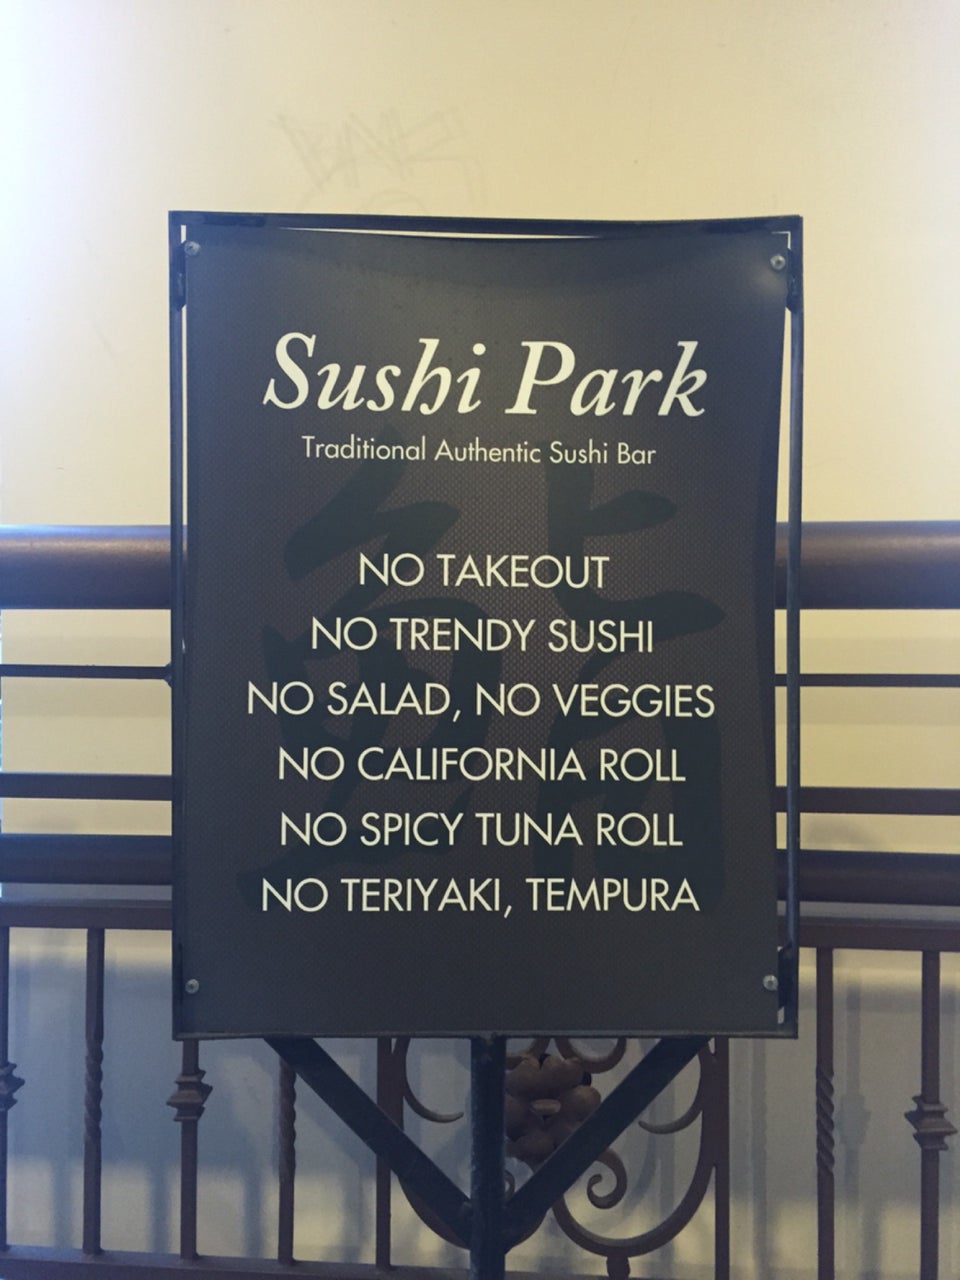 Sushi Park
Traditional Authentic Sushi Bar
NO TAKEOUT
NO TRENDY SUSHI
NO SALAD, NO VEGGIES
NO CALIFORNIA ROLL
NO SPICY TUNA ROLL
NO TERIYAKI, TEMPURA